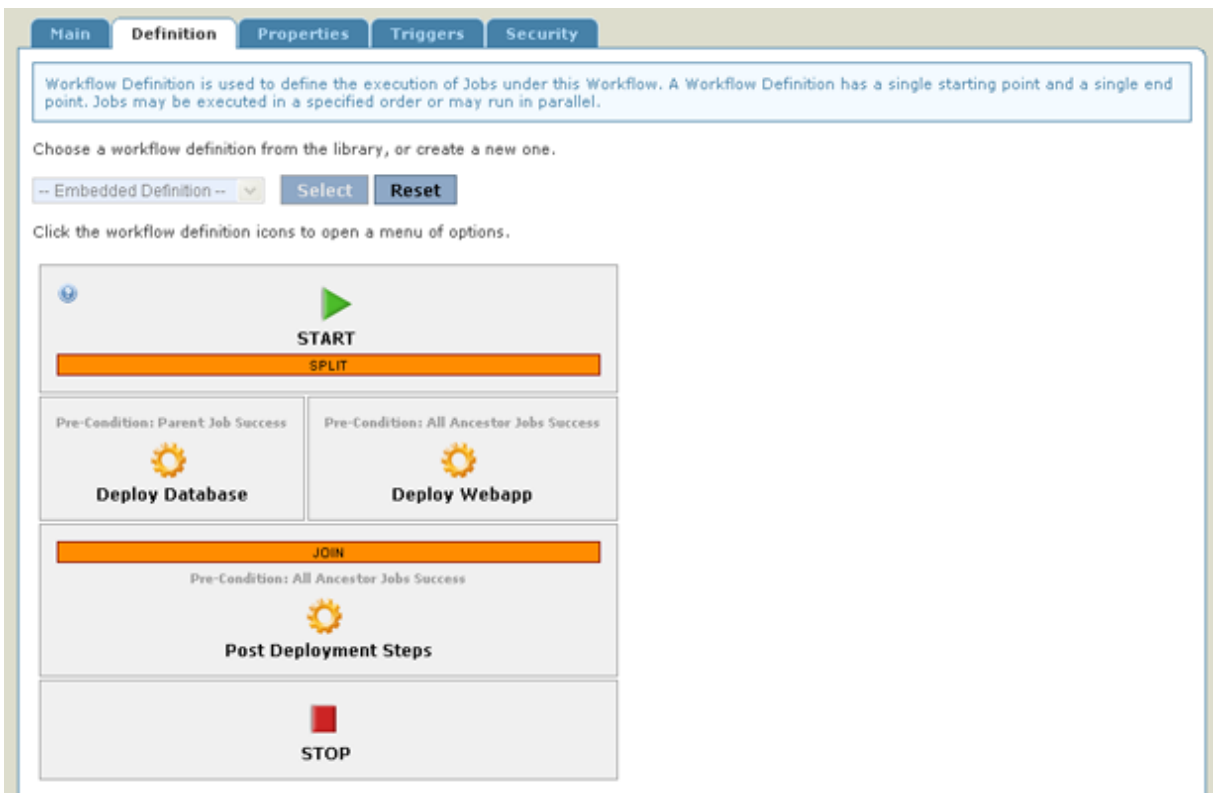 Main Definition Properties Triggers Security
Workflow Definition is used to define the execution of Jobs under this Workflow. A Workflow Definition has a single starting point and a single end
point. Jobs may be executed in a specified order or may run in parallel.
Choose a workflow definition from the library, or create a new one.
-- Embedded Definition -- Select Reset
Click the workflow definition icons to open a menu of options.
START
SPLIT
Pre-Condition: Parent Job Success
Deploy Database
Pre-Condition: All Ancestor Jobs Success
Deploy Webapp
JOIN
Pre-Condition: All Ancestor Jobs Success
Post Deployment Steps
STOP